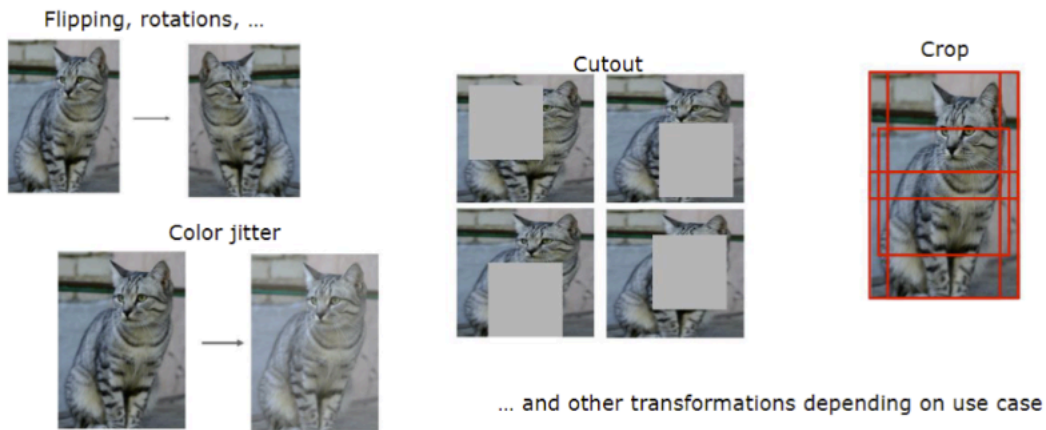 Flipping, rotations, ...
Cutout
Crop
Color jitter
... and other transformations depending on use case